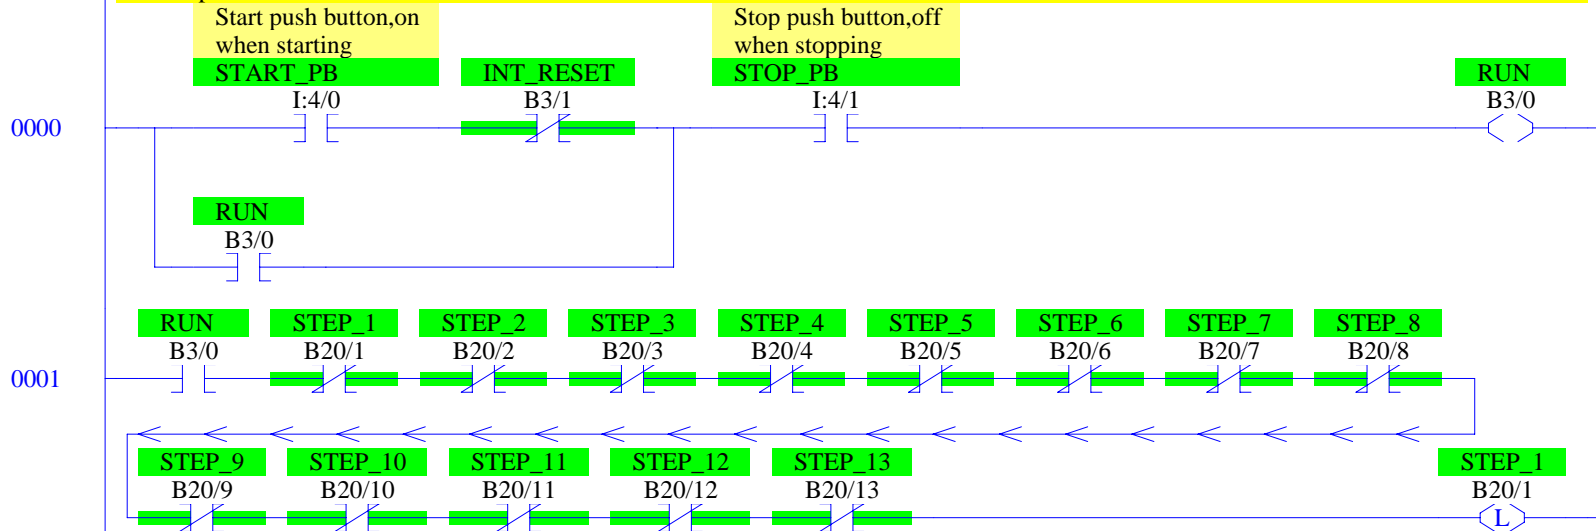 Start push button,on
when starting
START_PB
I:4/0
INT_RESET
B3/1
Stop push button,off
when stopping
STOP_PB
I:4/1
RUN
B3/0
0000
RUN
B3/0
RUN STEP_1 STEP_2 STEP_3 STEP_4 STEP_5 STEP_6 STEP_7 STEP_8
B3/0 B20/1 B20/2 B20/3 B20/4 B20/5 B20/6 B20/7 B20/8
0001
STEP_9 STEP_10 STEP_11 STEP_12 STEP_13 STEP_1
B20/9 B20/10 B20/11 B20/12 B20/13 B20/1
L